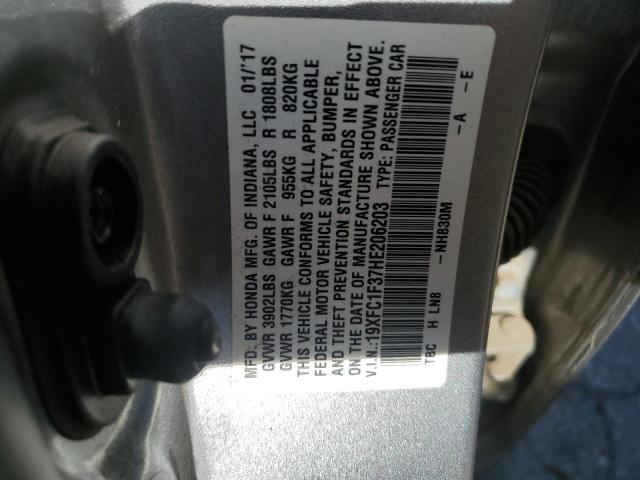 MFD. BY HONDA MFG. OF INDIANA, LLC 01/'17
GVWR 3902LBS GAWR F 2105LBS R 1808LBS
GVWR 1770KG GAWR F 955KG R 820KG
THIS VEHICLE CONFORMS TO ALL APPLICABLE
FEDERAL MOTOR VEHICLE SAFETY, BUMPER,
AND THEFT PREVENTION STANDARDS IN EFFECT
ON THE DATE OF MANUFACTURE SHOWN ABOVE.
V.I.N.:19XFC1F37HE206203 TYPE: PASSENGER CAR
-NH830M -A -E
TBC H LN8